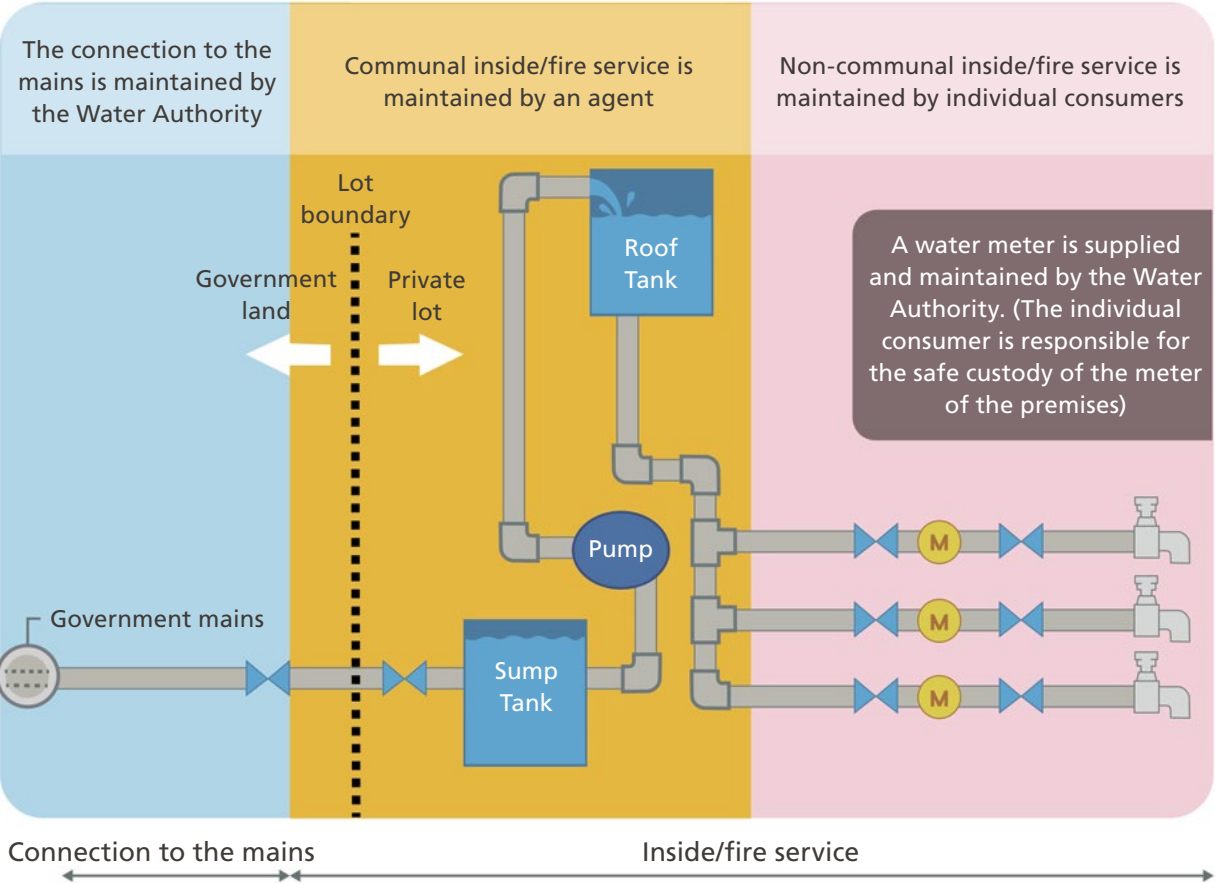 The connection to the
mains is maintained by
the Water Authority
Communal inside/fire service is
maintained by an agent
Non-communal inside/fire service is
maintained by individual consumers
Lot
boundary
Government
land
Private
lot
Roof
Tank
A water meter is supplied
and maintained by the Water
Authority. (The individual
consumer is responsible for
the safe custody of the meter
of the premises)
Pump
M
Government mains
M
Sump
Tank
M
Connection to the mains
Inside/fire service